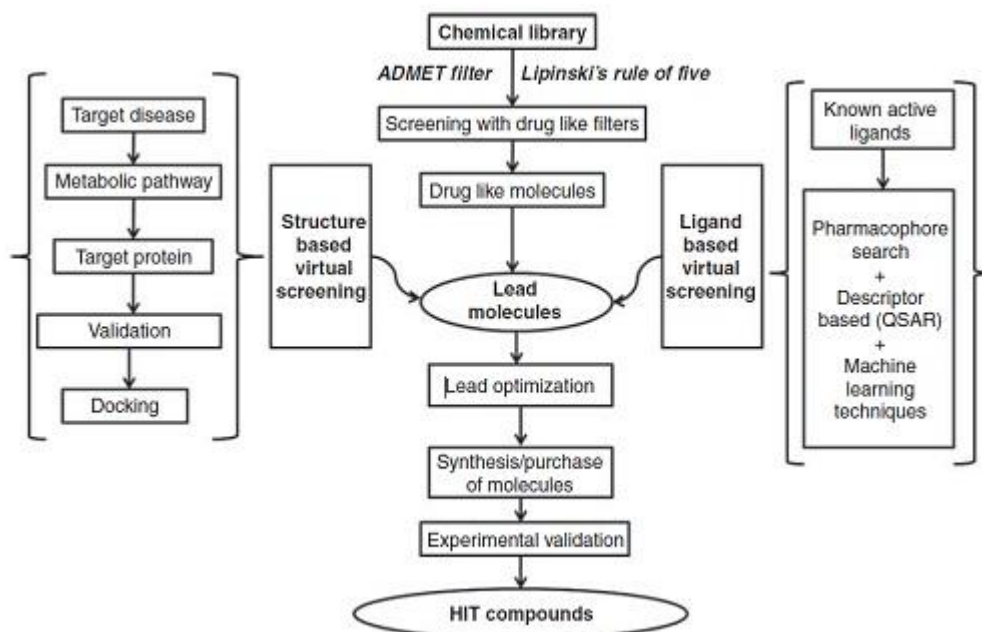 Chemical library
ADMET filter
Lipinski's rule of five
Screening with drug like filters
Drug like molecules
Target disease
Metabolic pathway
Target protein
Validation
Docking
Structure
based
virtual
screening
Lead
molecules
Ligand
based
virtual
screening
Known active
ligands
Pharmacophore
search
+
Descriptor
based (QSAR)
+
Machine
learning
techniques
Lead optimization
Synthesis/purchase
of molecules
Experimental validation
HIT compounds